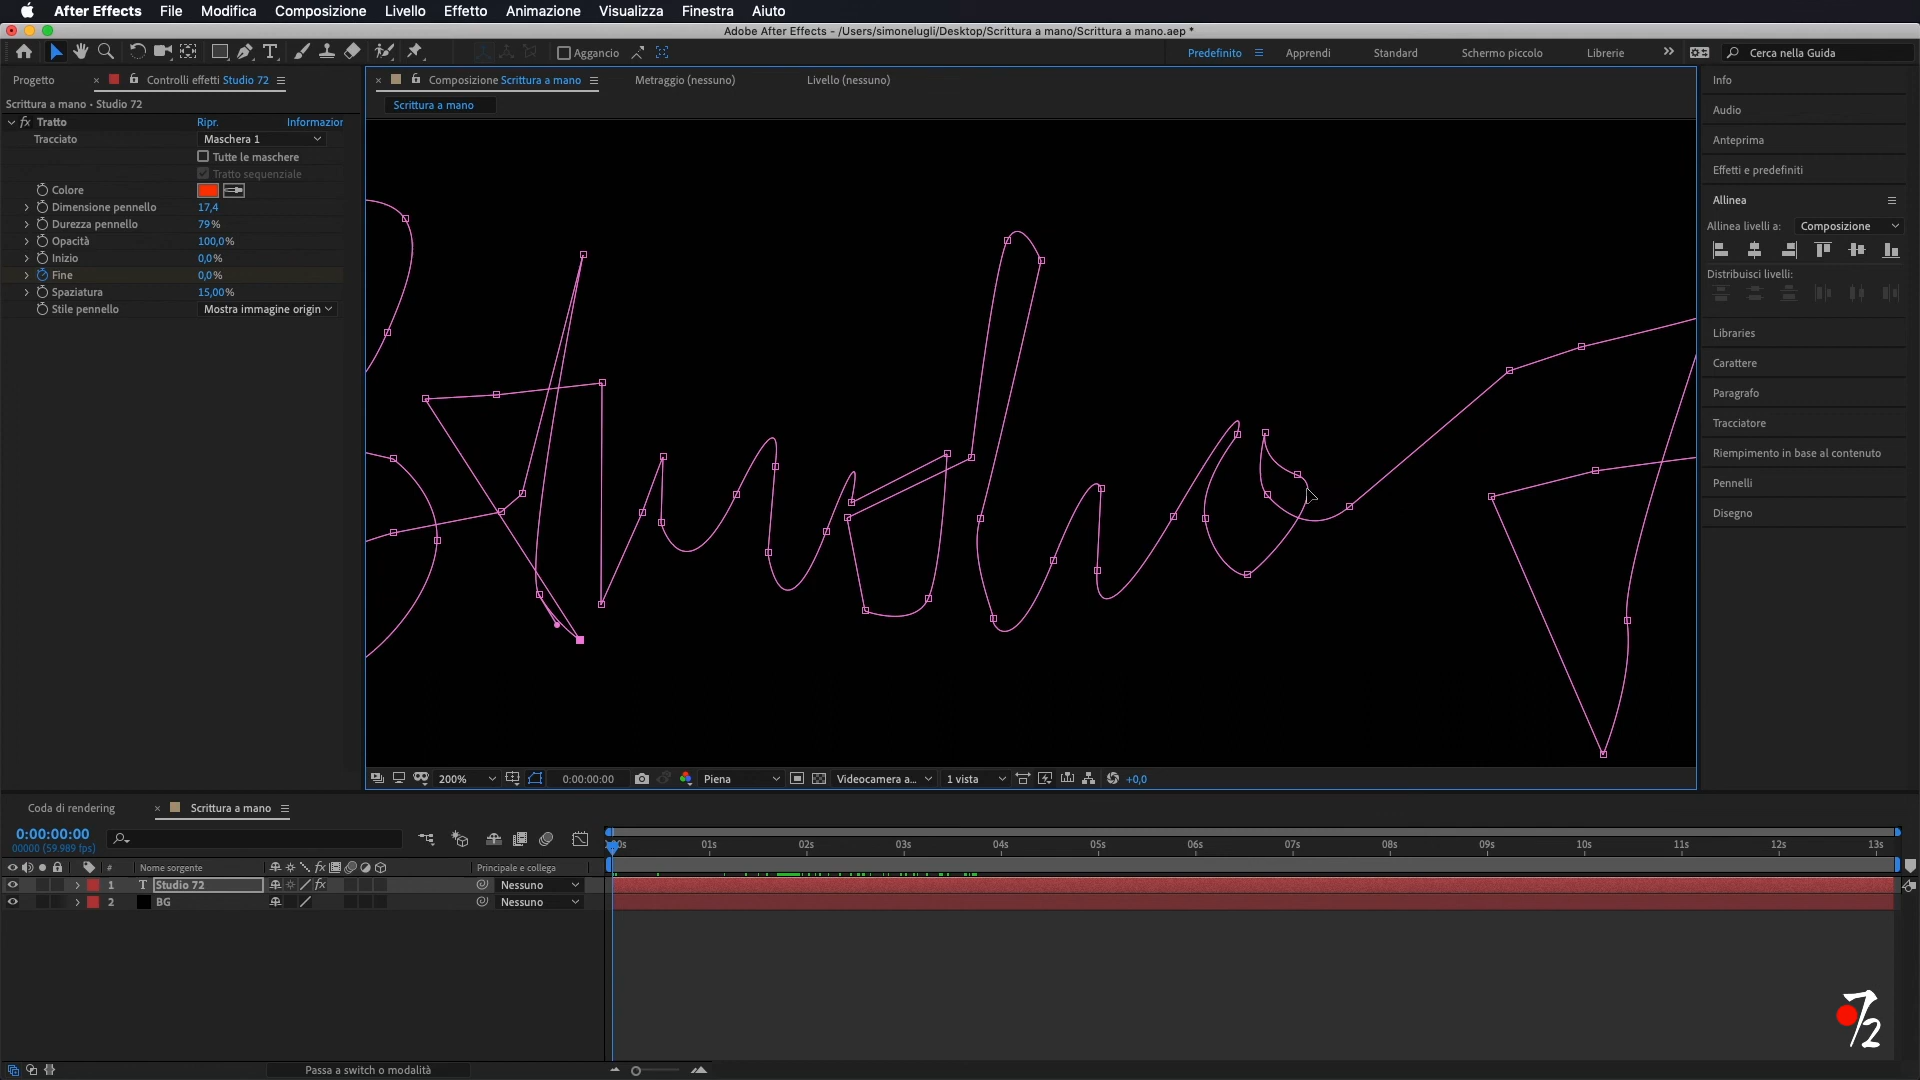 After Effects File Modifica Composizione Livello Effetto Animazione Visualizza Finestra Aiuto
Adobe After Effects - /Users/simonelugli/Desktop/Scrittura a mano/Scrittura a mano.aep *
Aggancio Predefinito Apprendi Standard Schermo piccolo Librerie Cerca nella Guida
Progetto Controlli effetti Studio 72 Composizione Scrittura a mano Metraggio (nessuno) Livello (nessuno)
Scrittura a mano • Studio 72
Scrittura a mano
fx Tratto Ripr. Informazior
Tracciato Maschera 1
Tutte le maschere
Tratto sequenziale
Colore
Dimensione pennello 17,4
Durezza pennello 79%
Opacità 100,0%
Inizio 0,0%
Fine 0,0%
Spaziatura 15,00%
Stile pennello Mostra immagine origin
Info
Audio
Anteprima
Effetti e predefiniti
Allinea
Allinea livelli a: Composizione
Distribuisci livelli:
Libraries
Carattere
Paragrafo
Tracciatore
Riempimento in base al contenuto
Pennelli
Disegno
200% 0:00:00:00 Piena Videocamera a... 1 vista +0,0
Coda di rendering Scrittura a mano
0:00:00:00
00000 (59.989 fps)
01s 02s 03s 04s 05s 06s 07s 08s 09s 10s 11s 12s 13s
# Nome sorgente fx Principale e collega
1 T Studio 72 fx Nessuno
2 BG Nessuno
72
Passa a switch o modalità